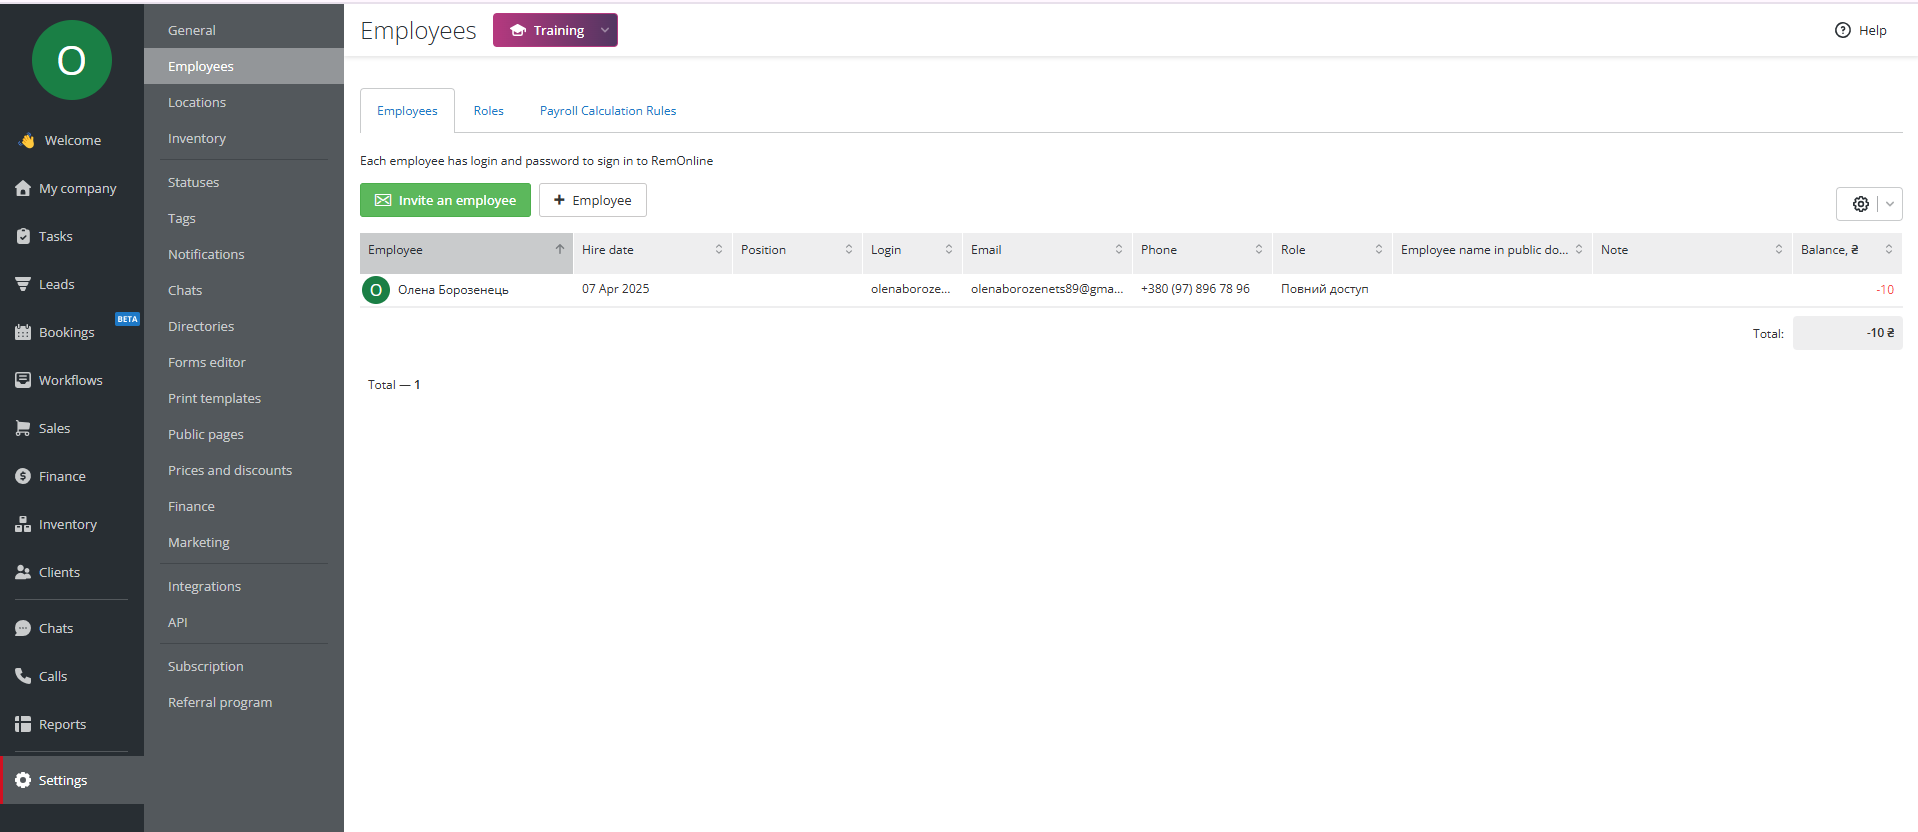 O
Welcome
My company
Tasks
Leads
BETA
Bookings
Workflows
Sales
Finance
Inventory
Clients
Chats
Calls
Reports
Settings
General
Employees
Locations
Inventory
Statuses
Tags
Notifications
Chats
Directories
Forms editor
Print templates
Public pages
Prices and discounts
Finance
Marketing
Integrations
API
Subscription
Referral program
Employees
Training
Help
Employees Roles Payroll Calculation Rules
Each employee has login and password to sign in to RemOnline
Invite an employee + Employee
Employee Hire date Position Login Email Phone Role Employee name in public do... Note Balance, ₴
O Олена Борозенець 07 Apr 2025 olenaboroze... olenaborozenets89@gma... +380 (97) 896 78 96 Повний доступ -10
Total: -10 ₴
Total — 1